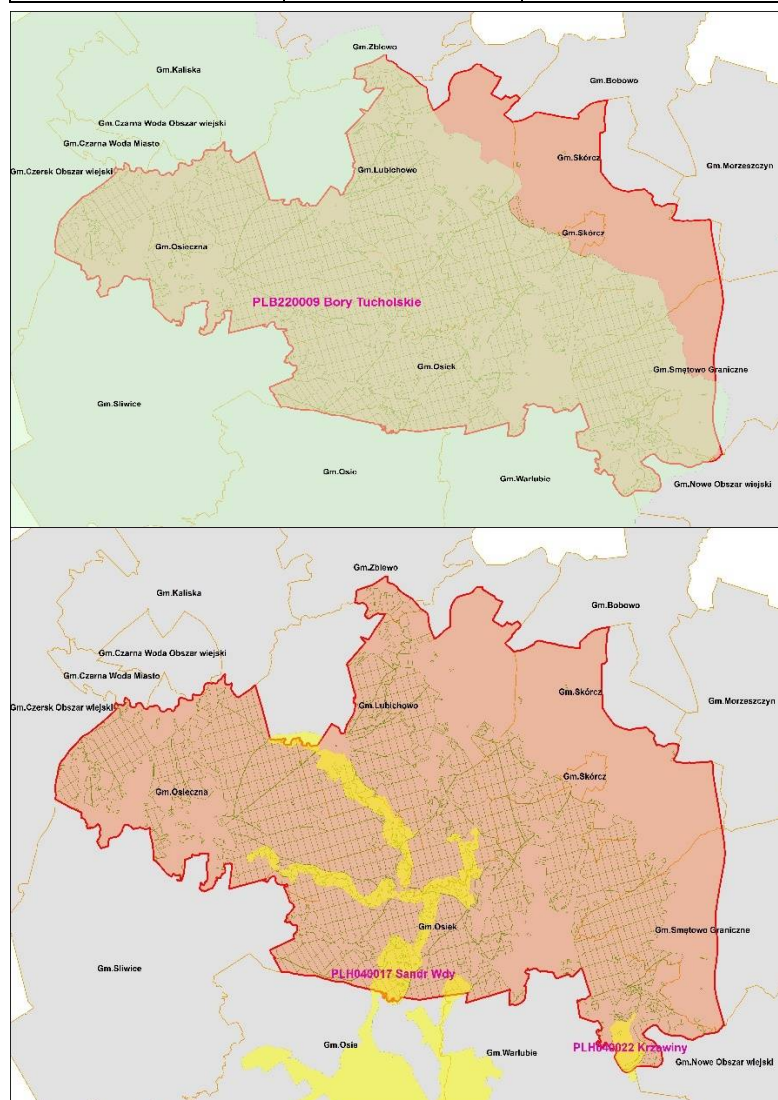 Gm.Zblewo
Gm.Kaliska
Gm.Bobowo
Gm.Czarna Woda Obszar wiejski
Gm.Czarna Woda Miasto
Gm.Skórcz
Gm.Morzeszczyn
Gm.Czersk Obszar wiejski
Gm.Lubichowo
Gm.Skórcz
Gm.Osieczna
PLB220009 Bory Tucholskie
Gm.Osiek
Gm.Smętowo Graniczne
Gm.Sliwice
Gm.Osie
Gm.Warlubie
Gm.Nowe Obszar wiejski
Gm.Zblewo
Gm.Kaliska
Gm.Bobowo
Gm.Czarna Woda Obszar wiejski
Gm.Czarna Woda Miasto
Gm.Skórcz
Gm.Morzeszczyn
Gm.Czersk Obszar wiejski
Gm.Lubichowo
Gm.Skórcz
Gm.Osieczna
Gm.Osiek
Gm.Smętowo Graniczne
Gm.Sliwice
PLH040017 Sandr Wdy
Gm.Osie
Gm.Warlubie
PLH040022 Krzewiny
Gm.Nowe Obszar wiejski